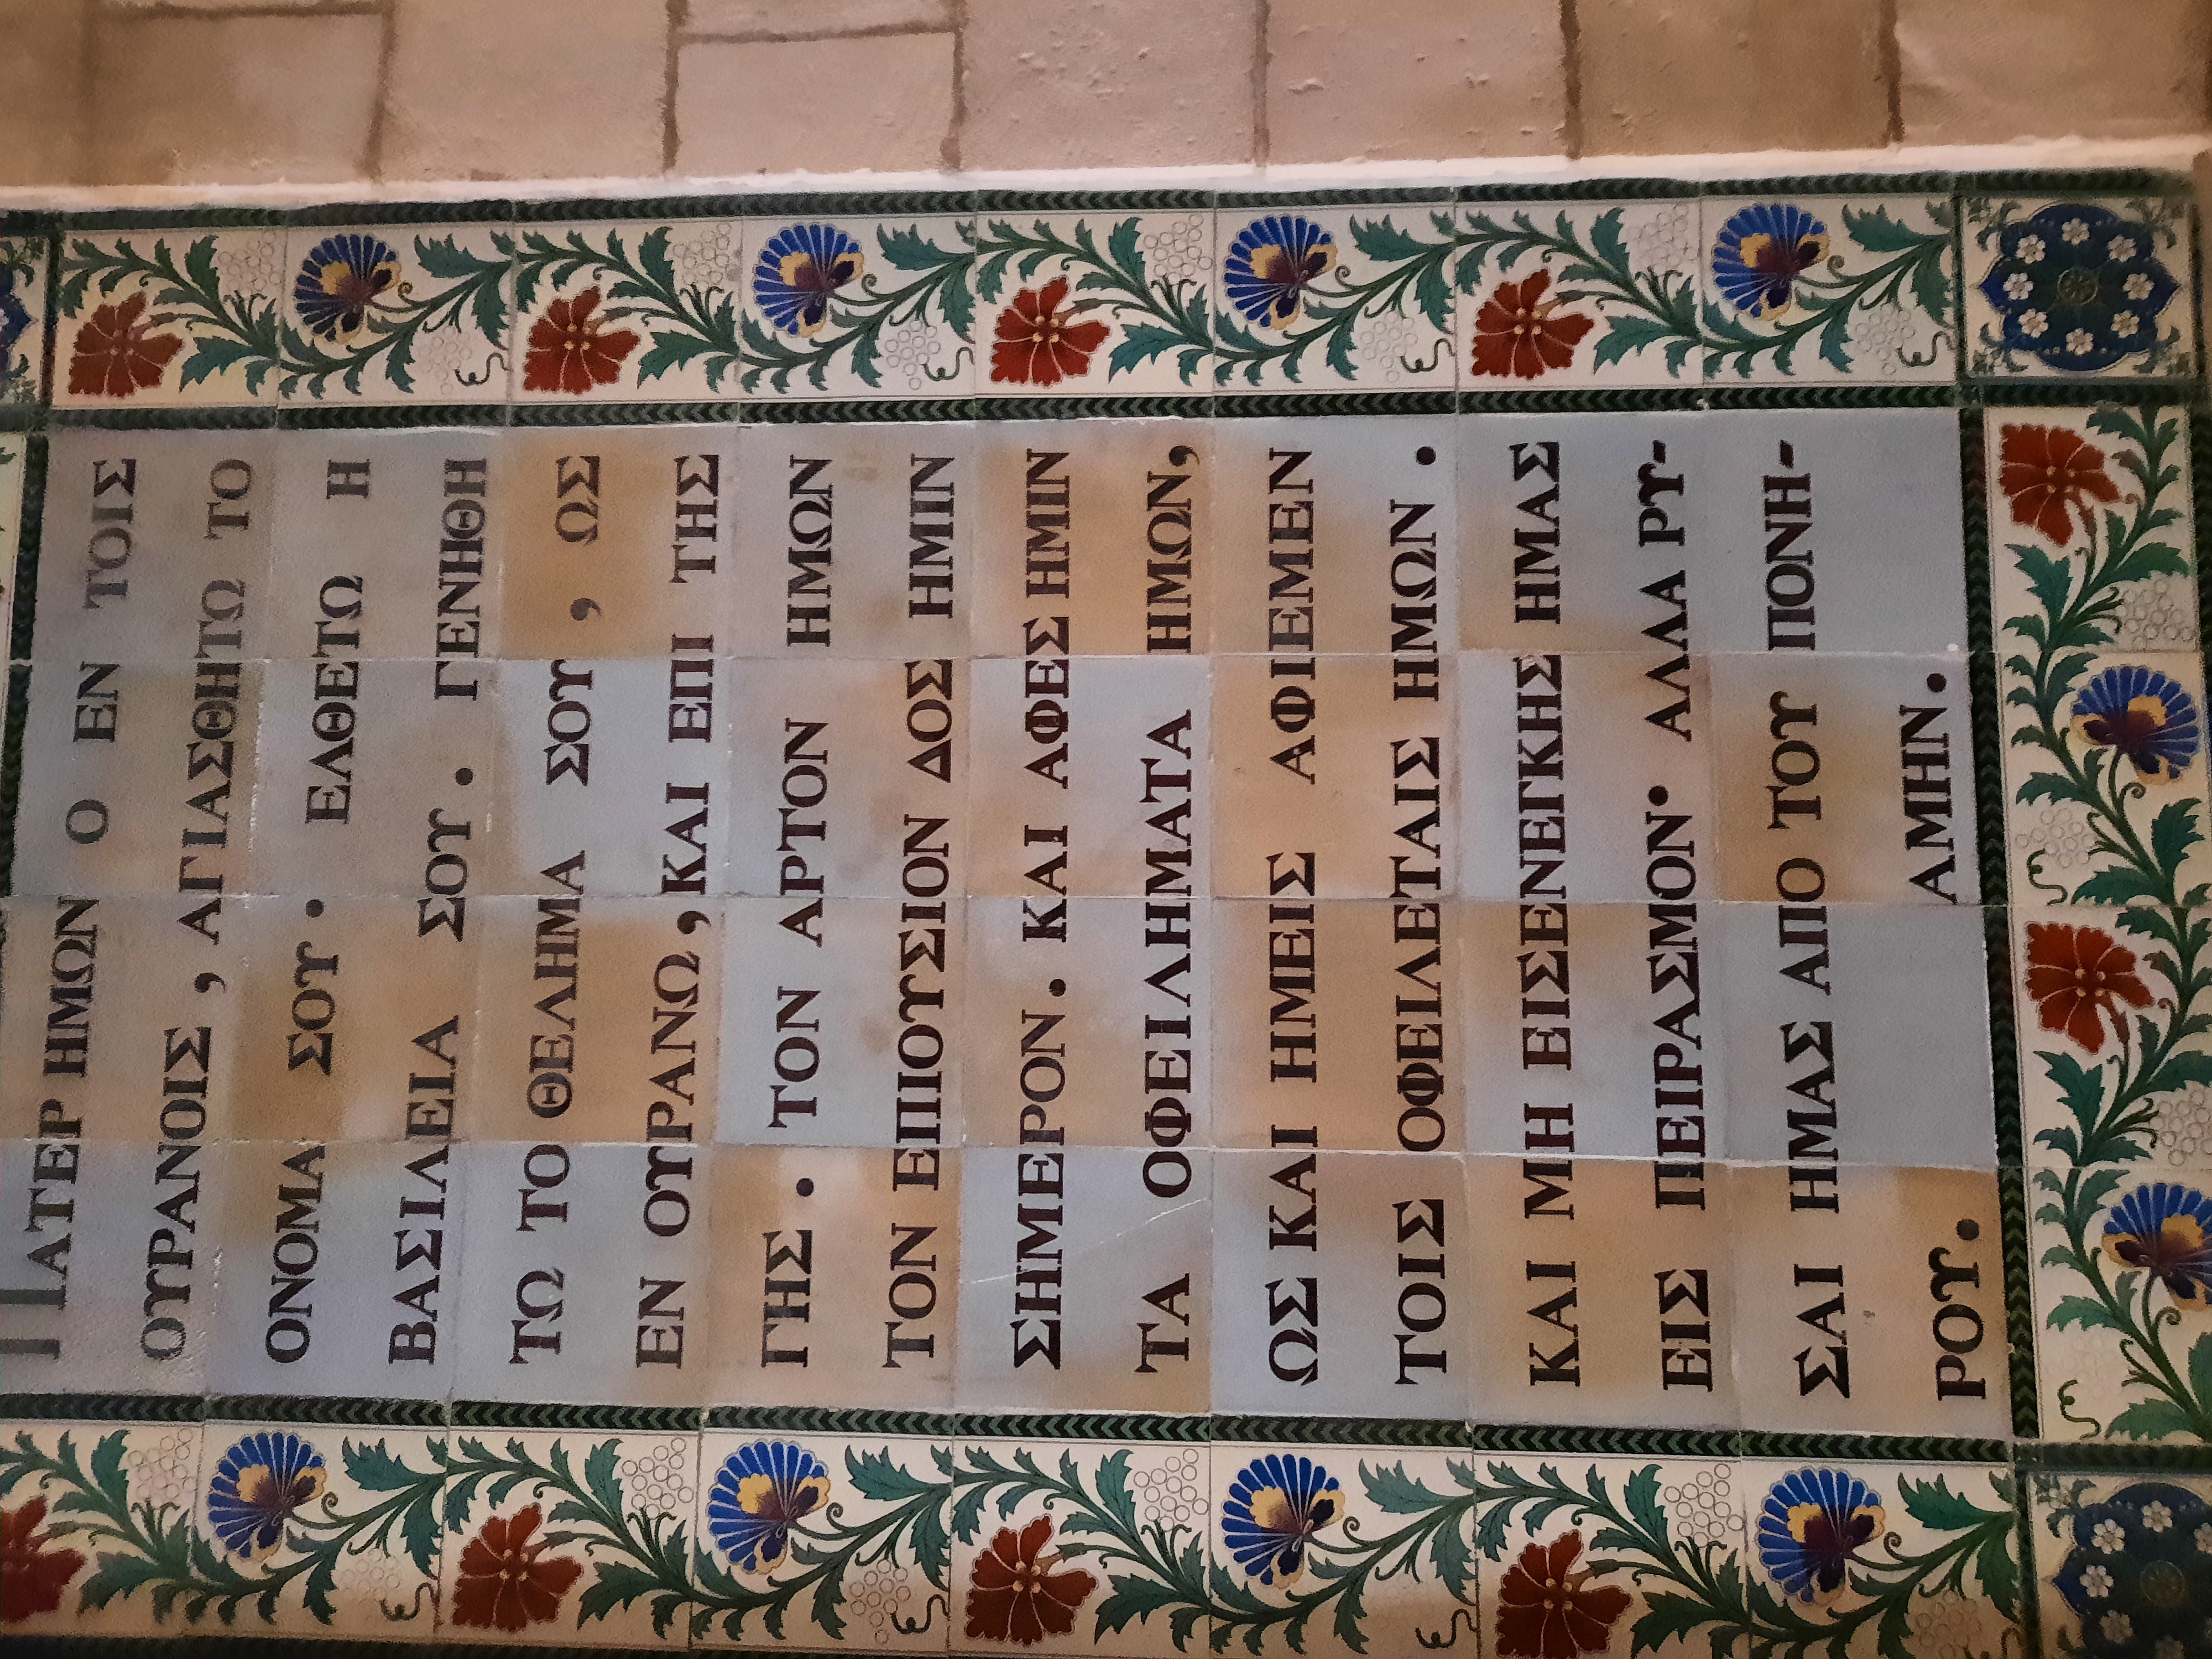 ΠΑΤΕΡ ΗΜΩΝ Ο ΕΝ ΤΟΙΣ
ΟΥΡΑΝΟΙΣ, ΑΓΙΑΣΘΗΤΩ ΤΟ
ΟΝΟΜΑ ΣΟΥ. ΕΛΘΕΤΩ Η
ΒΑΣΙΛΕΙΑ ΣΟΥ. ΓΕΝΗΘΗ
ΤΩ ΤΟ ΘΕΛΗΜΑ ΣΟΥ, ΩΣ
ΕΝ ΟΥΡΑΝΩ, ΚΑΙ ΕΠΙ ΤΗΣ
ΓΗΣ. ΤΟΝ ΑΡΤΟΝ ΗΜΩΝ
ΤΟΝ ΕΠΙΟΥΣΙΟΝ ΔΟΣ ΗΜΙΝ
ΣΗΜΕΡΟΝ. ΚΑΙ ΑΦΕΣ ΗΜΙΝ
ΤΑ ΟΦΕΙΛΗΜΑΤΑ ΗΜΩΝ,
ΩΣ ΚΑΙ ΗΜΕΙΣ ΑΦΙΕΜΕΝ
ΤΟΙΣ ΟΦΕΙΛΕΤΑΙΣ ΗΜΩΝ.
ΚΑΙ ΜΗ ΕΙΣΕΝΕΓΚΗΣ ΗΜΑΣ
ΕΙΣ ΠΕΙΡΑΣΜΟΝ· ΑΛΛΑ ΡΥ-
ΣΑΙ ΗΜΑΣ ΑΠΟ ΤΟΥ ΠΟΝΗ-
ΡΟΥ. ΑΜΗΝ.